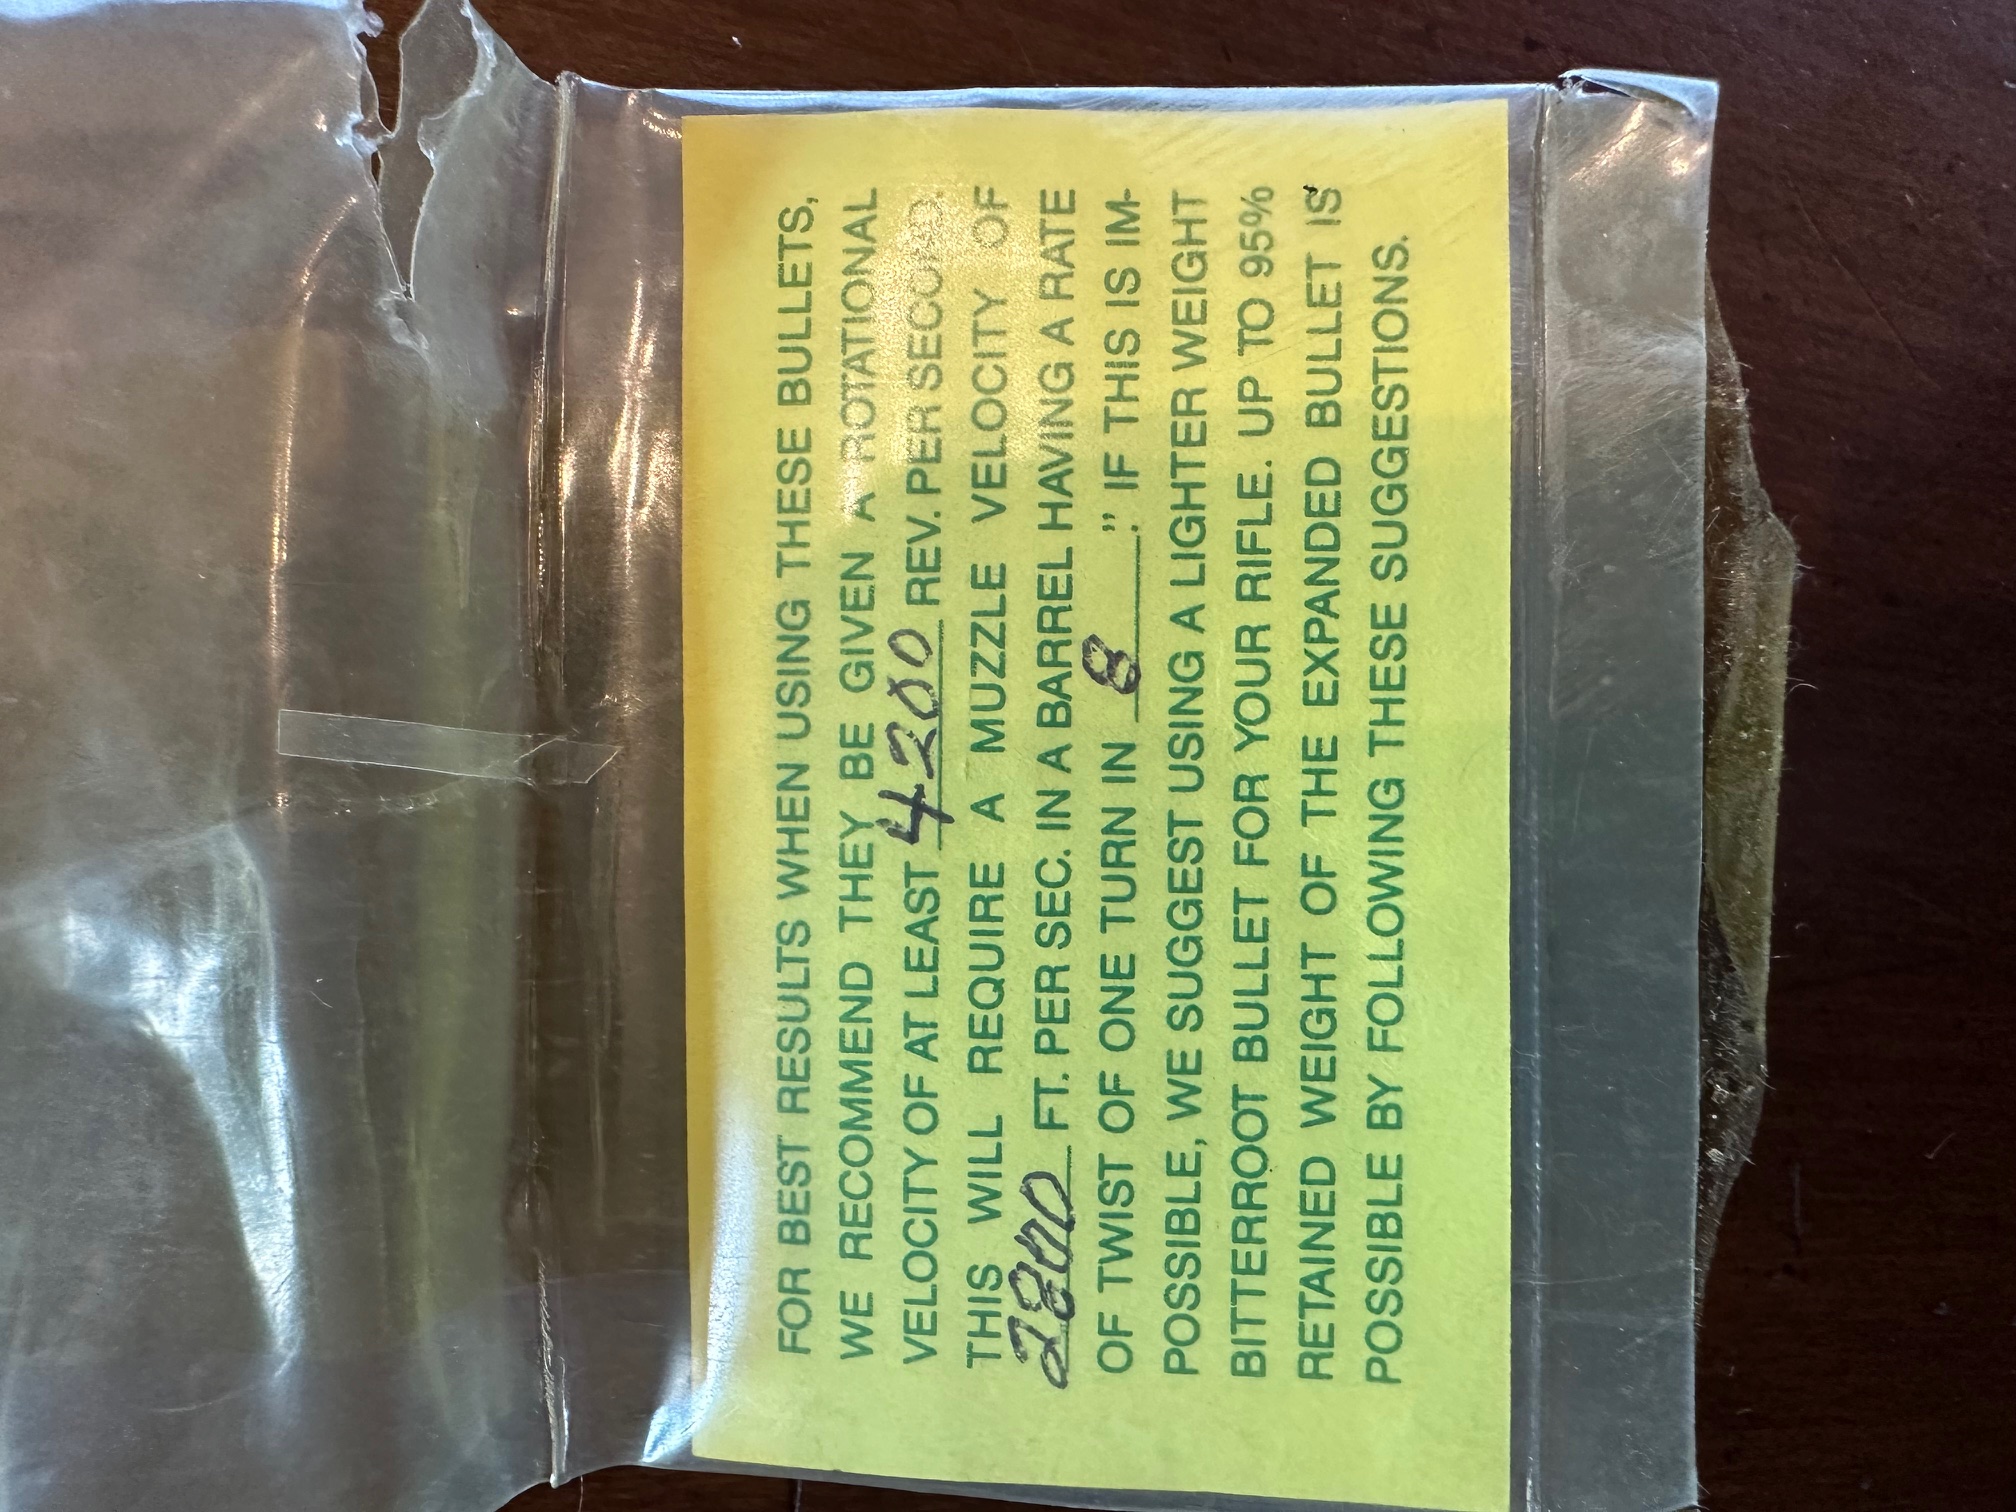 FOR BEST RESULTS WHEN USING THESE BULLETS,
WE RECOMMEND THEY BE GIVEN A ROTATIONAL
VELOCITY OF AT LEAST 4200 REV. PER SECOND.
THIS WILL REQUIRE A MUZZLE VELOCITY OF
2800 FT. PER SEC. IN A BARREL HAVING A RATE
OF TWIST OF ONE TURN IN 8." IF THIS IS IM-
POSSIBLE, WE SUGGEST USING A LIGHTER WEIGHT
BITTERROOT BULLET FOR YOUR RIFLE. UP TO 95%
RETAINED WEIGHT OF THE EXPANDED BULLET IS
POSSIBLE BY FOLLOWING THESE SUGGESTIONS.